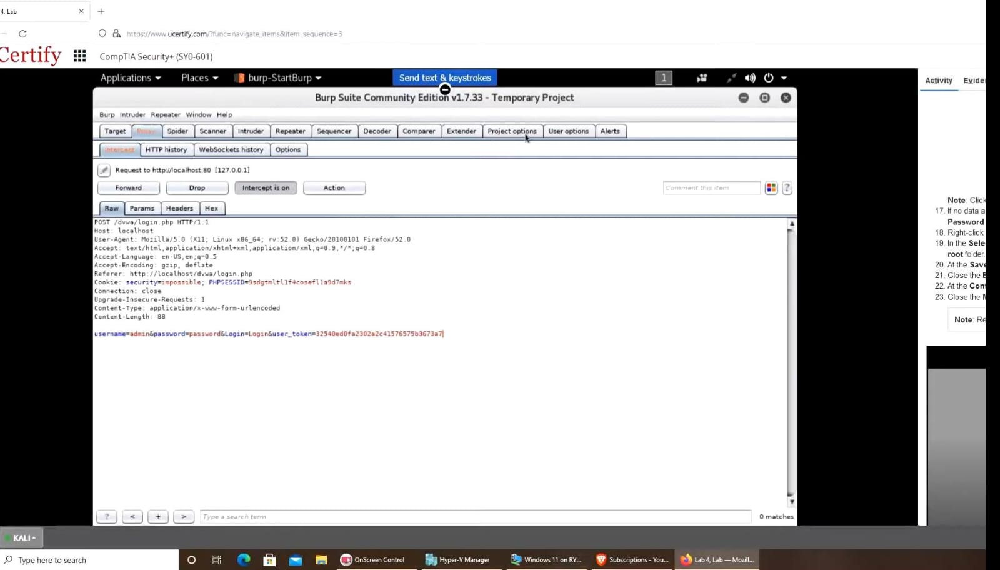 4, Lab
https://www.ucertify.com/?func=navigate_items&item_sequence=3
Certify
CompTIA Security+ (SY0-601)
Applications Places burp-StartBurp Send text & keystrokes 1
Activity Evide
Burp Suite Community Edition v1.7.33 - Temporary Project
Burp Intruder Repeater Window Help
Target Proxy Spider Scanner Intruder Repeater Sequencer Decoder Comparer Extender Project options User options Alerts
Intercept HTTP history WebSockets history Options
Request to http://localhost:80 [127.0.0.1]
Forward Drop Intercept is on Action Comment this item ?
Raw Params Headers Hex
POST /dvwa/login.php HTTP/1.1
Host: localhost
User-Agent: Mozilla/5.0 (X11; Linux x86_64; rv:52.0) Gecko/20100101 Firefox/52.0
Accept: text/html,application/xhtml+xml,application/xml;q=0.9,*/*;q=0.8
Accept-Language: en-US,en;q=0.5
Accept-Encoding: gzip, deflate
Referer: http://localhost/dvwa/login.php
Cookie: security=impossible; PHPSESSID=9sdgtmltl1f4cosefl1a9d7mks
Connection: close
Upgrade-Insecure-Requests: 1
Content-Type: application/x-www-form-urlencoded
Content-Length: 88
username=admin&password=password&Login=Login&user_token=32540ed0fa2302a2c41576575b3673a7
Note: Click
17. If no data a
Password
18. Right-click
19. In the Sele
root folder.
20. At the Save
21. Close the B
22. At the Con
23. Close the M
Note: Re
? < + > Type a search term 0 matches
KALI
Type here to search OnScreen Control Hyper-V Manager Windows 11 on RY... Subscriptions - You... Lab 4, Lab — Mozill...